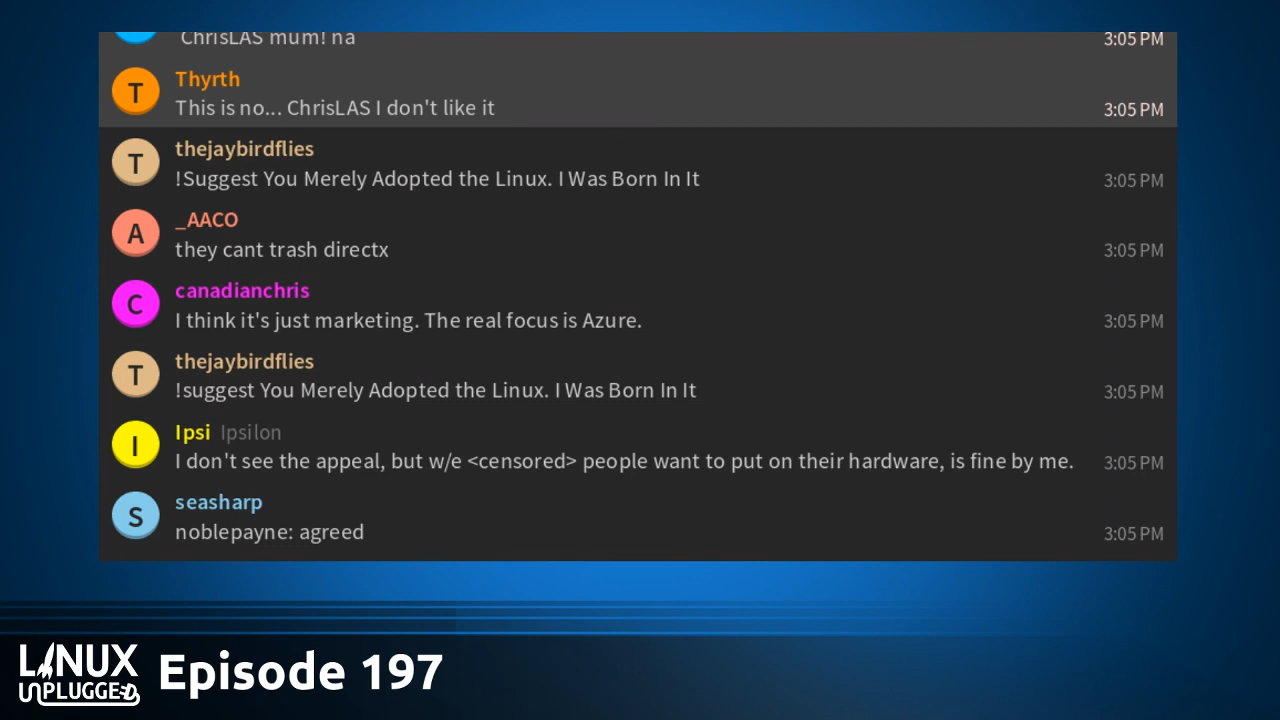 ChrisLAS mum! na
3:05 PM
T
Thyrth
This is no... ChrisLAS I don't like it
3:05 PM
T
thejaybirdflies
!Suggest You Merely Adopted the Linux. I Was Born In It
3:05 PM
A
_AACO
they cant trash directx
3:05 PM
C
canadianchris
I think it's just marketing. The real focus is Azure.
3:05 PM
T
thejaybirdflies
!suggest You Merely Adopted the Linux. I Was Born In It
3:05 PM
I
Ipsi Ipsilon
I don't see the appeal, but w/e <censored> people want to put on their hardware, is fine by me.
3:05 PM
S
seasharp
noblepayne: agreed
3:05 PM
LINUX
UNPLUGGED
Episode 197